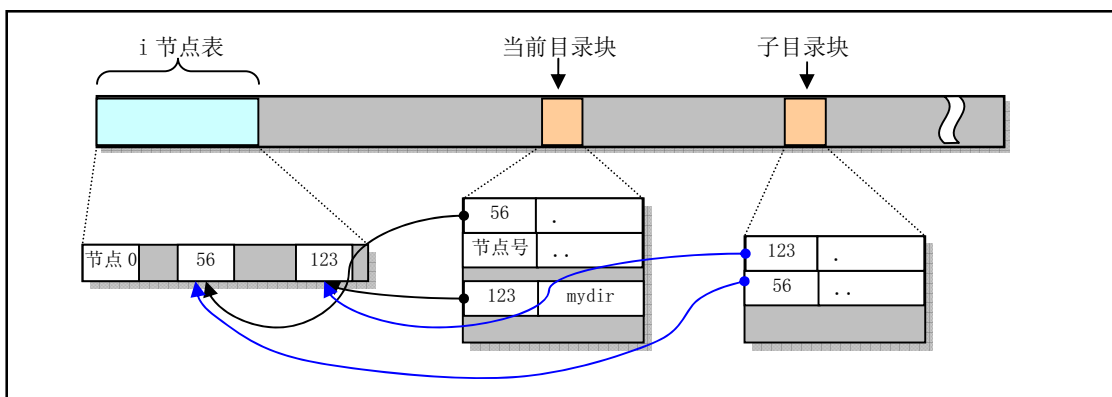 i 节点表
当前目录块
子目录块
56 .
节点号 ..
123 mydir
节点 0 56 123
123 .
56 ..